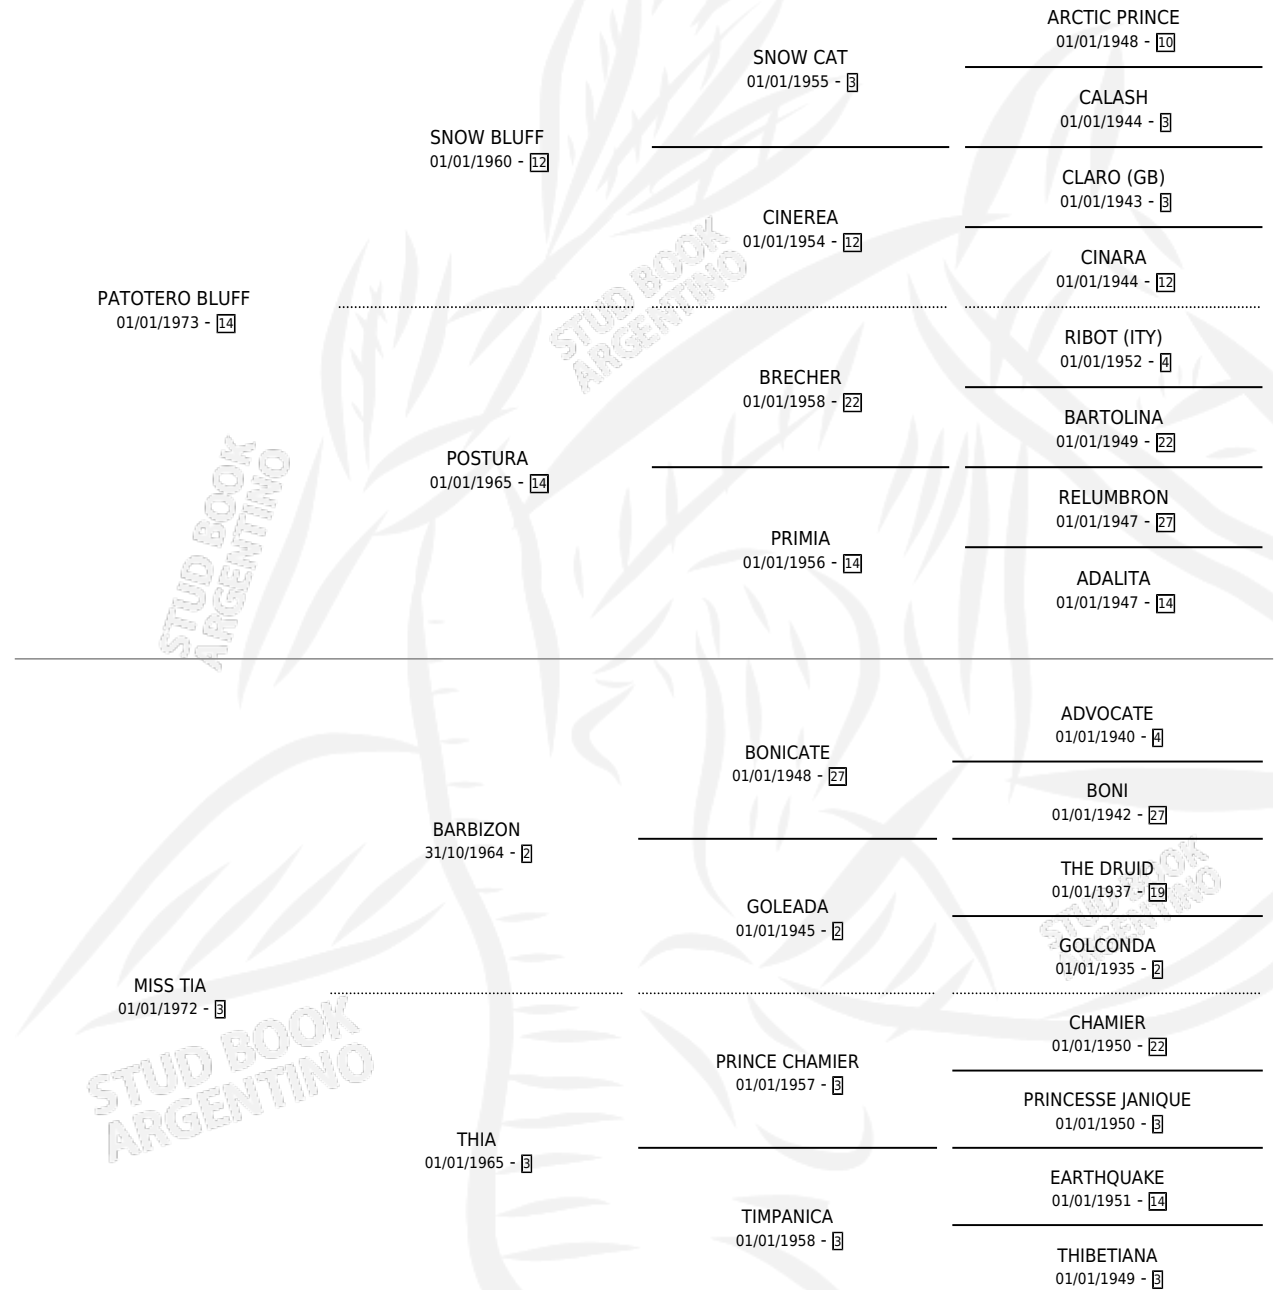 ARCTIC PRINCE
01/01/1948 - 10
SNOW CAT
01/01/1955 - 3
CALASH
01/01/1944 - 3
SNOW BLUFF
01/01/1960 - 12
CLARO (GB)
01/01/1943 - 3
CINEREA
01/01/1954 - 12
CINARA
01/01/1944 - 12
PATOTERO BLUFF
01/01/1973 - 14
RIBOT (ITY)
01/01/1952 - 4
BRECHER
01/01/1958 - 22
BARTOLINA
01/01/1949 - 22
POSTURA
01/01/1965 - 14
RELUMBRON
01/01/1947 - 27
PRIMIA
01/01/1956 - 14
ADALITA
01/01/1947 - 14
ADVOCATE
01/01/1940 - 4
BONICATE
01/01/1948 - 27
BONI
01/01/1942 - 27
BARBIZON
31/10/1964 - 2
THE DRUID
01/01/1937 - 19
GOLEADA
01/01/1945 - 2
GOLCONDA
01/01/1935 - 2
MISS TIA
01/01/1972 - 3
CHAMIER
01/01/1950 - 22
PRINCE CHAMIER
01/01/1957 - 3
PRINCESSE JANIQUE
01/01/1950 - 3
THIA
01/01/1965 - 3
EARTHQUAKE
01/01/1951 - 14
TIMPANICA
01/01/1958 - 3
THIBETIANA
01/01/1949 - 3
STUD BOOK
ARGENTINO
STUD BOOK
ARGENTINO
STUD BOOK
ARGENTINO
STUD BOOK
ARGENTINO